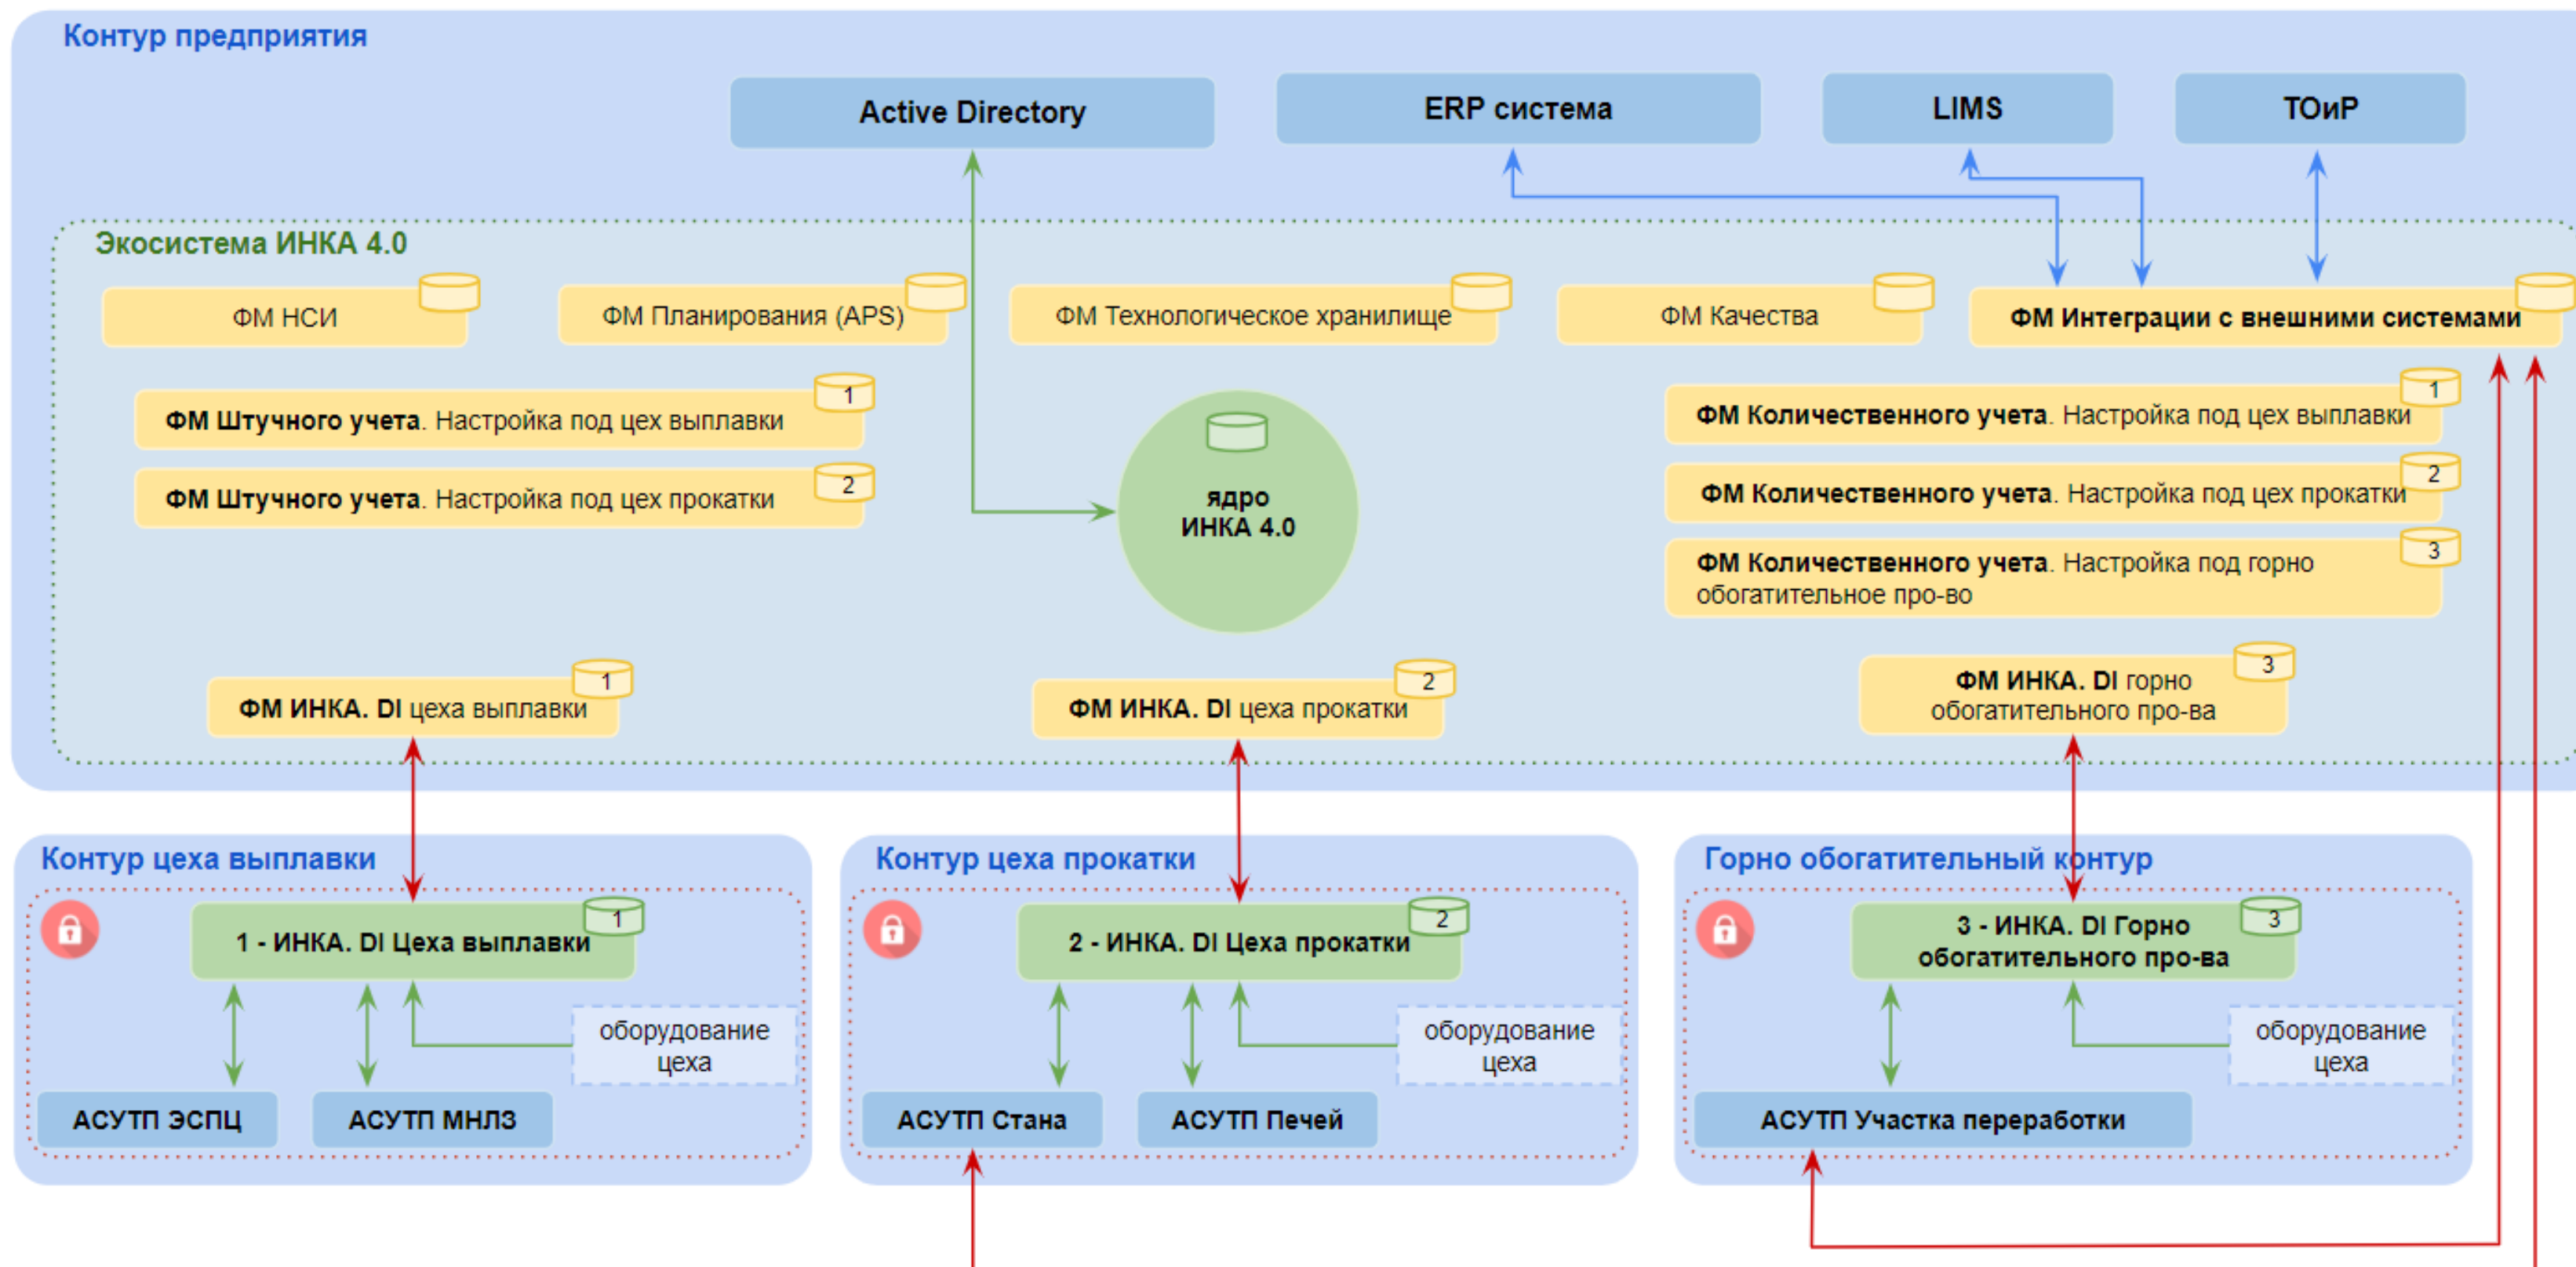 Контур предприятия
Active Directory
ERP система
LIMS
ТОиР
Экосистема ИНКА 4.0
ФМ НСИ
ФМ Планирования (APS)
ФМ Технологическое хранилище
ФМ Качества
ФМ Интеграции с внешними системами
1
ФМ Штучного учета. Настройка под цех выплавки
2
ФМ Штучного учета. Настройка под цех прокатки
ядро
ИНКА 4.0
1
ФМ Количественного учета. Настройка под цех выплавки
2
ФМ Количественного учета. Настройка под цех прокатки
3
ФМ Количественного учета. Настройка под горно
обогатительное про-во
1
ФМ ИНКА. DI цеха выплавки
2
ФМ ИНКА. DI цеха прокатки
3
ФМ ИНКА. DI горно
обогатительного про-ва
Контур цеха выплавки
1
1 - ИНКА. DI Цеха выплавки
оборудование
цеха
АСУТП ЭСПЦ
АСУТП МНЛЗ
Контур цеха прокатки
2
2 - ИНКА. DI Цеха прокатки
оборудование
цеха
АСУТП Стана
АСУТП Печей
Горно обогатительный контур
3
3 - ИНКА. DI Горно
обогатительного про-ва
оборудование
цеха
АСУТП Участка переработки